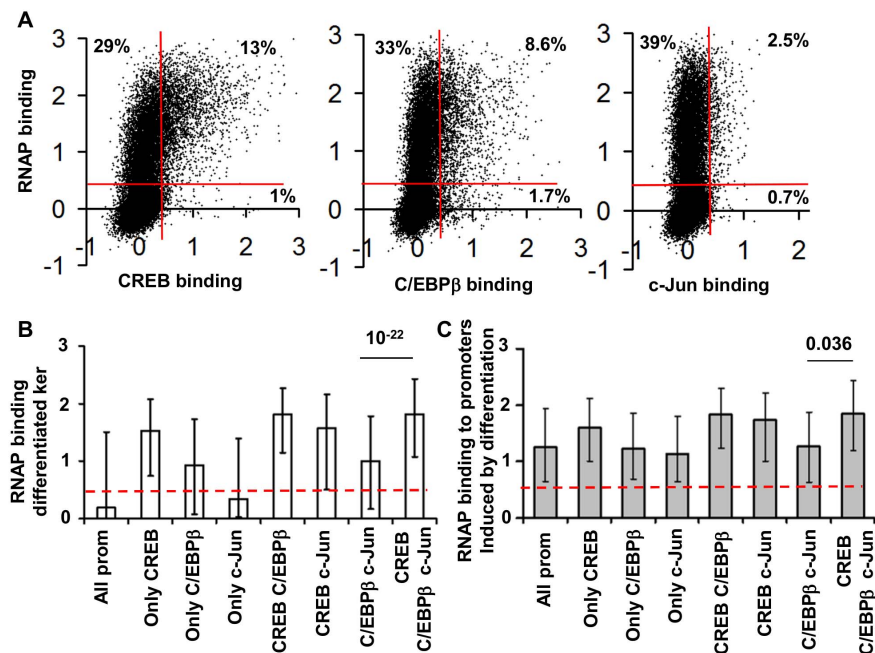 A
29%
13%
33%
8.6%
39%
2.5%
RNAP binding
3
2
1
0
-1
1%
-1 0 1 2 3
CREB binding
3
2
1
0
-1
1.7%
-1 0 1 2 3
C/EBPβ binding
3
2
1
0
-1
0.7%
-1 0 1 2
c-Jun binding
B
10-22
RNAP binding
differentiated ker
3
2
1
0
All prom
Only CREB
Only C/EBPβ
Only c-Jun
CREB C/EBPβ
CREB c-Jun
C/EBPβ c-Jun
CREB
C/EBPβ c-Jun
C
0.036
RNAP binding to promoters
Induced by differentiation
3
2
1
0
All prom
Only CREB
Only C/EBPβ
Only c-Jun
CREB C/EBPβ
CREB c-Jun
C/EBPβ c-Jun
CREB
C/EBPβ c-Jun